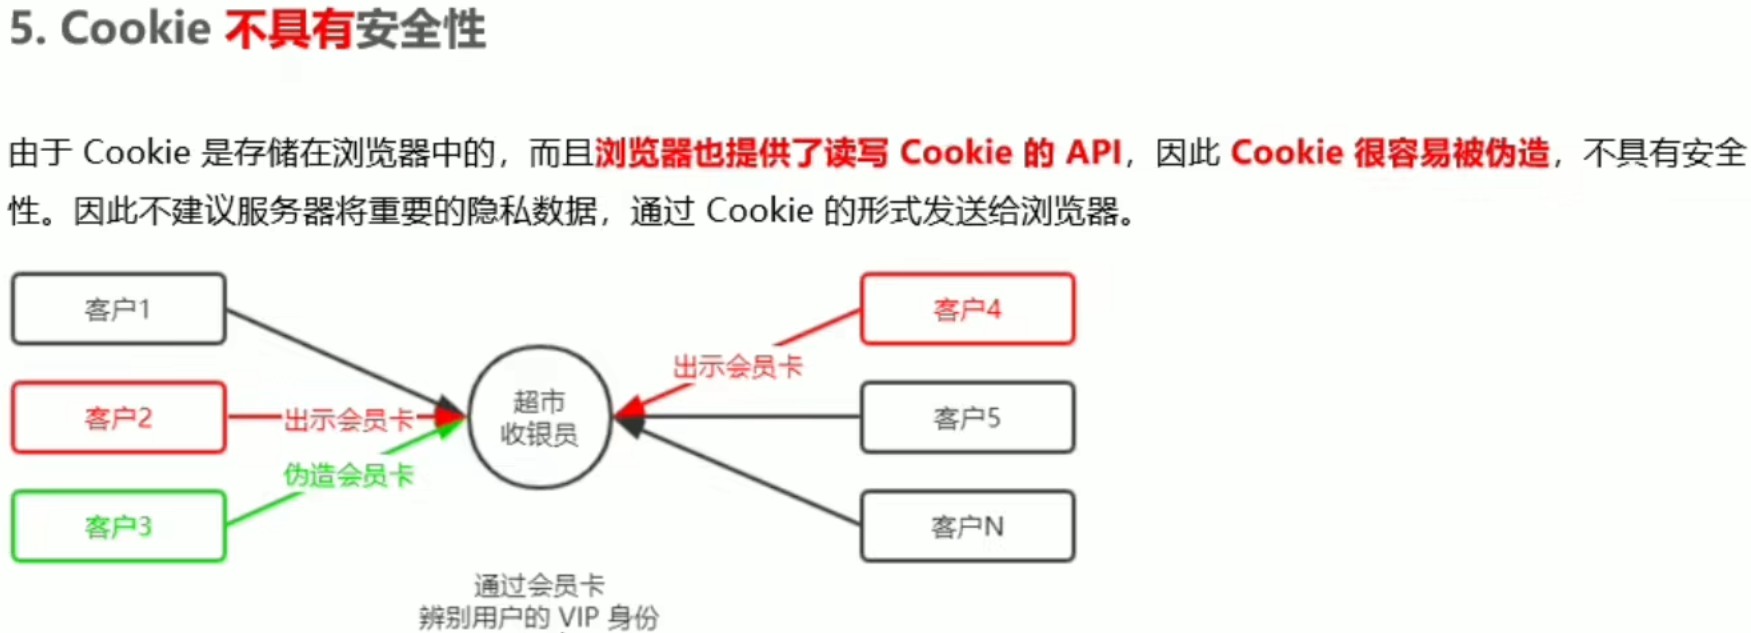 5. Cookie 不具有安全性
由于 Cookie 是存储在浏览器中的，而且浏览器也提供了读写 Cookie 的 API，因此 Cookie 很容易被伪造，不具有安全
性。因此不建议服务器将重要的隐私数据，通过 Cookie 的形式发送给浏览器。
客户1
客户4
出示会员卡
超市
收银员
客户2
出示会员卡
客户5
伪造会员卡
客户3
客户N
通过会员卡
辨别用户的 VIP 身份